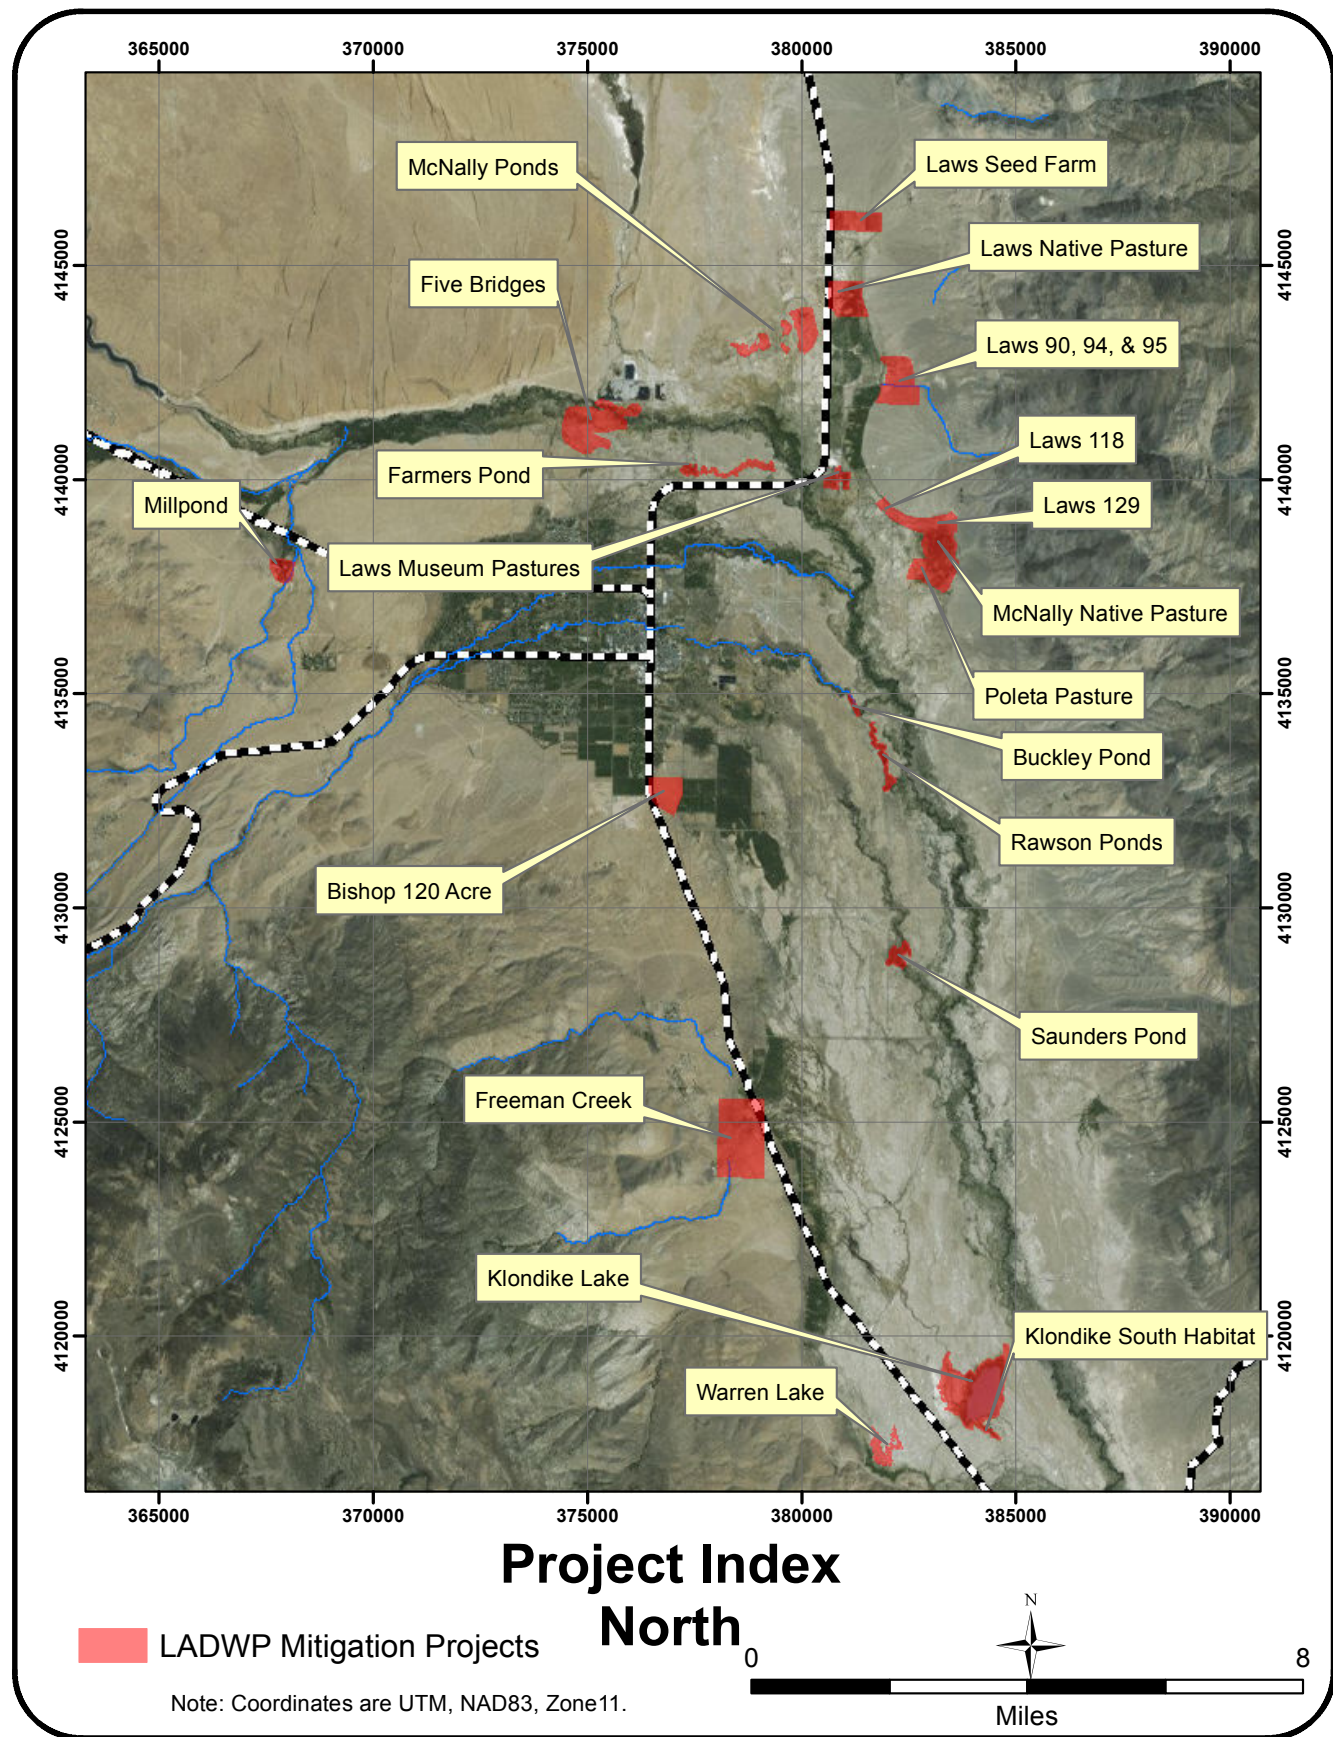 365000 370000 375000 380000 385000 390000
McNally Ponds
Laws Seed Farm
Laws Native Pasture
4145000
4145000
Five Bridges
Laws 90, 94, & 95
Laws 118
Farmers Pond
4140000
4140000
Millpond
Laws 129
Laws Museum Pastures
McNally Native Pasture
Poleta Pasture
4135000
4135000
Buckley Pond
Rawson Ponds
Bishop 120 Acre
4130000
4130000
Saunders Pond
Freeman Creek
4125000
4125000
Klondike Lake
Klondike South Habitat
4120000
4120000
Warren Lake
365000 370000 375000 380000 385000 390000
Project Index
North
N
LADWP Mitigation Projects
0 8
Miles
Note: Coordinates are UTM, NAD83, Zone11.